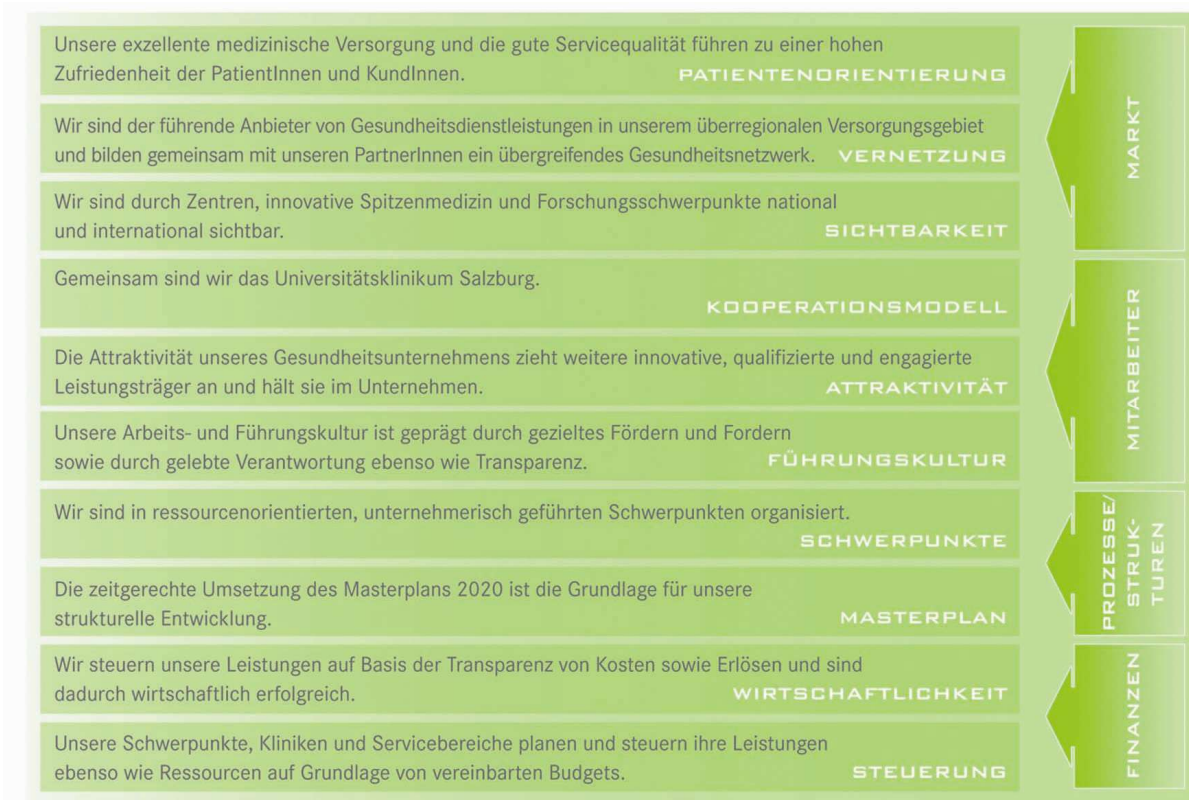 Unsere exzellente medizinische Versorgung und die gute Servicequalität führen zu einer hohen
Zufriedenheit der PatientInnen und KundInnen. PATIENTENORIENTIERUNG
Wir sind der führende Anbieter von Gesundheitsdienstleistungen in unserem überregionalen Versorgungsgebiet
und bilden gemeinsam mit unseren PartnerInnen ein übergreifendes Gesundheitsnetzwerk. VERNETZUNG
Wir sind durch Zentren, innovative Spitzenmedizin und Forschungsschwerpunkte national
und international sichtbar. SICHTBARKEIT
MARKT
Gemeinsam sind wir das Universitätsklinikum Salzburg.
KOOPERATIONSMODELL
Die Attraktivität unseres Gesundheitsunternehmens zieht weitere innovative, qualifizierte und engagierte
Leistungsträger an und hält sie im Unternehmen. ATTRAKTIVITÄT
Unsere Arbeits- und Führungskultur ist geprägt durch gezieltes Fördern und Fordern
sowie durch gelebte Verantwortung ebenso wie Transparenz. FÜHRUNGSKULTUR
MITARBEITER
Wir sind in ressourcenorientierten, unternehmerisch geführten Schwerpunkten organisiert.
SCHWERPUNKTE
Die zeitgerechte Umsetzung des Masterplans 2020 ist die Grundlage für unsere
strukturelle Entwicklung. MASTERPLAN
PROZESSE/
STRUK-
TUREN
Wir steuern unsere Leistungen auf Basis der Transparenz von Kosten sowie Erlösen und sind
dadurch wirtschaftlich erfolgreich. WIRTSCHAFTLICHKEIT
Unsere Schwerpunkte, Kliniken und Servicebereiche planen und steuern ihre Leistungen
ebenso wie Ressourcen auf Grundlage von vereinbarten Budgets. STEUERUNG
FINANZEN